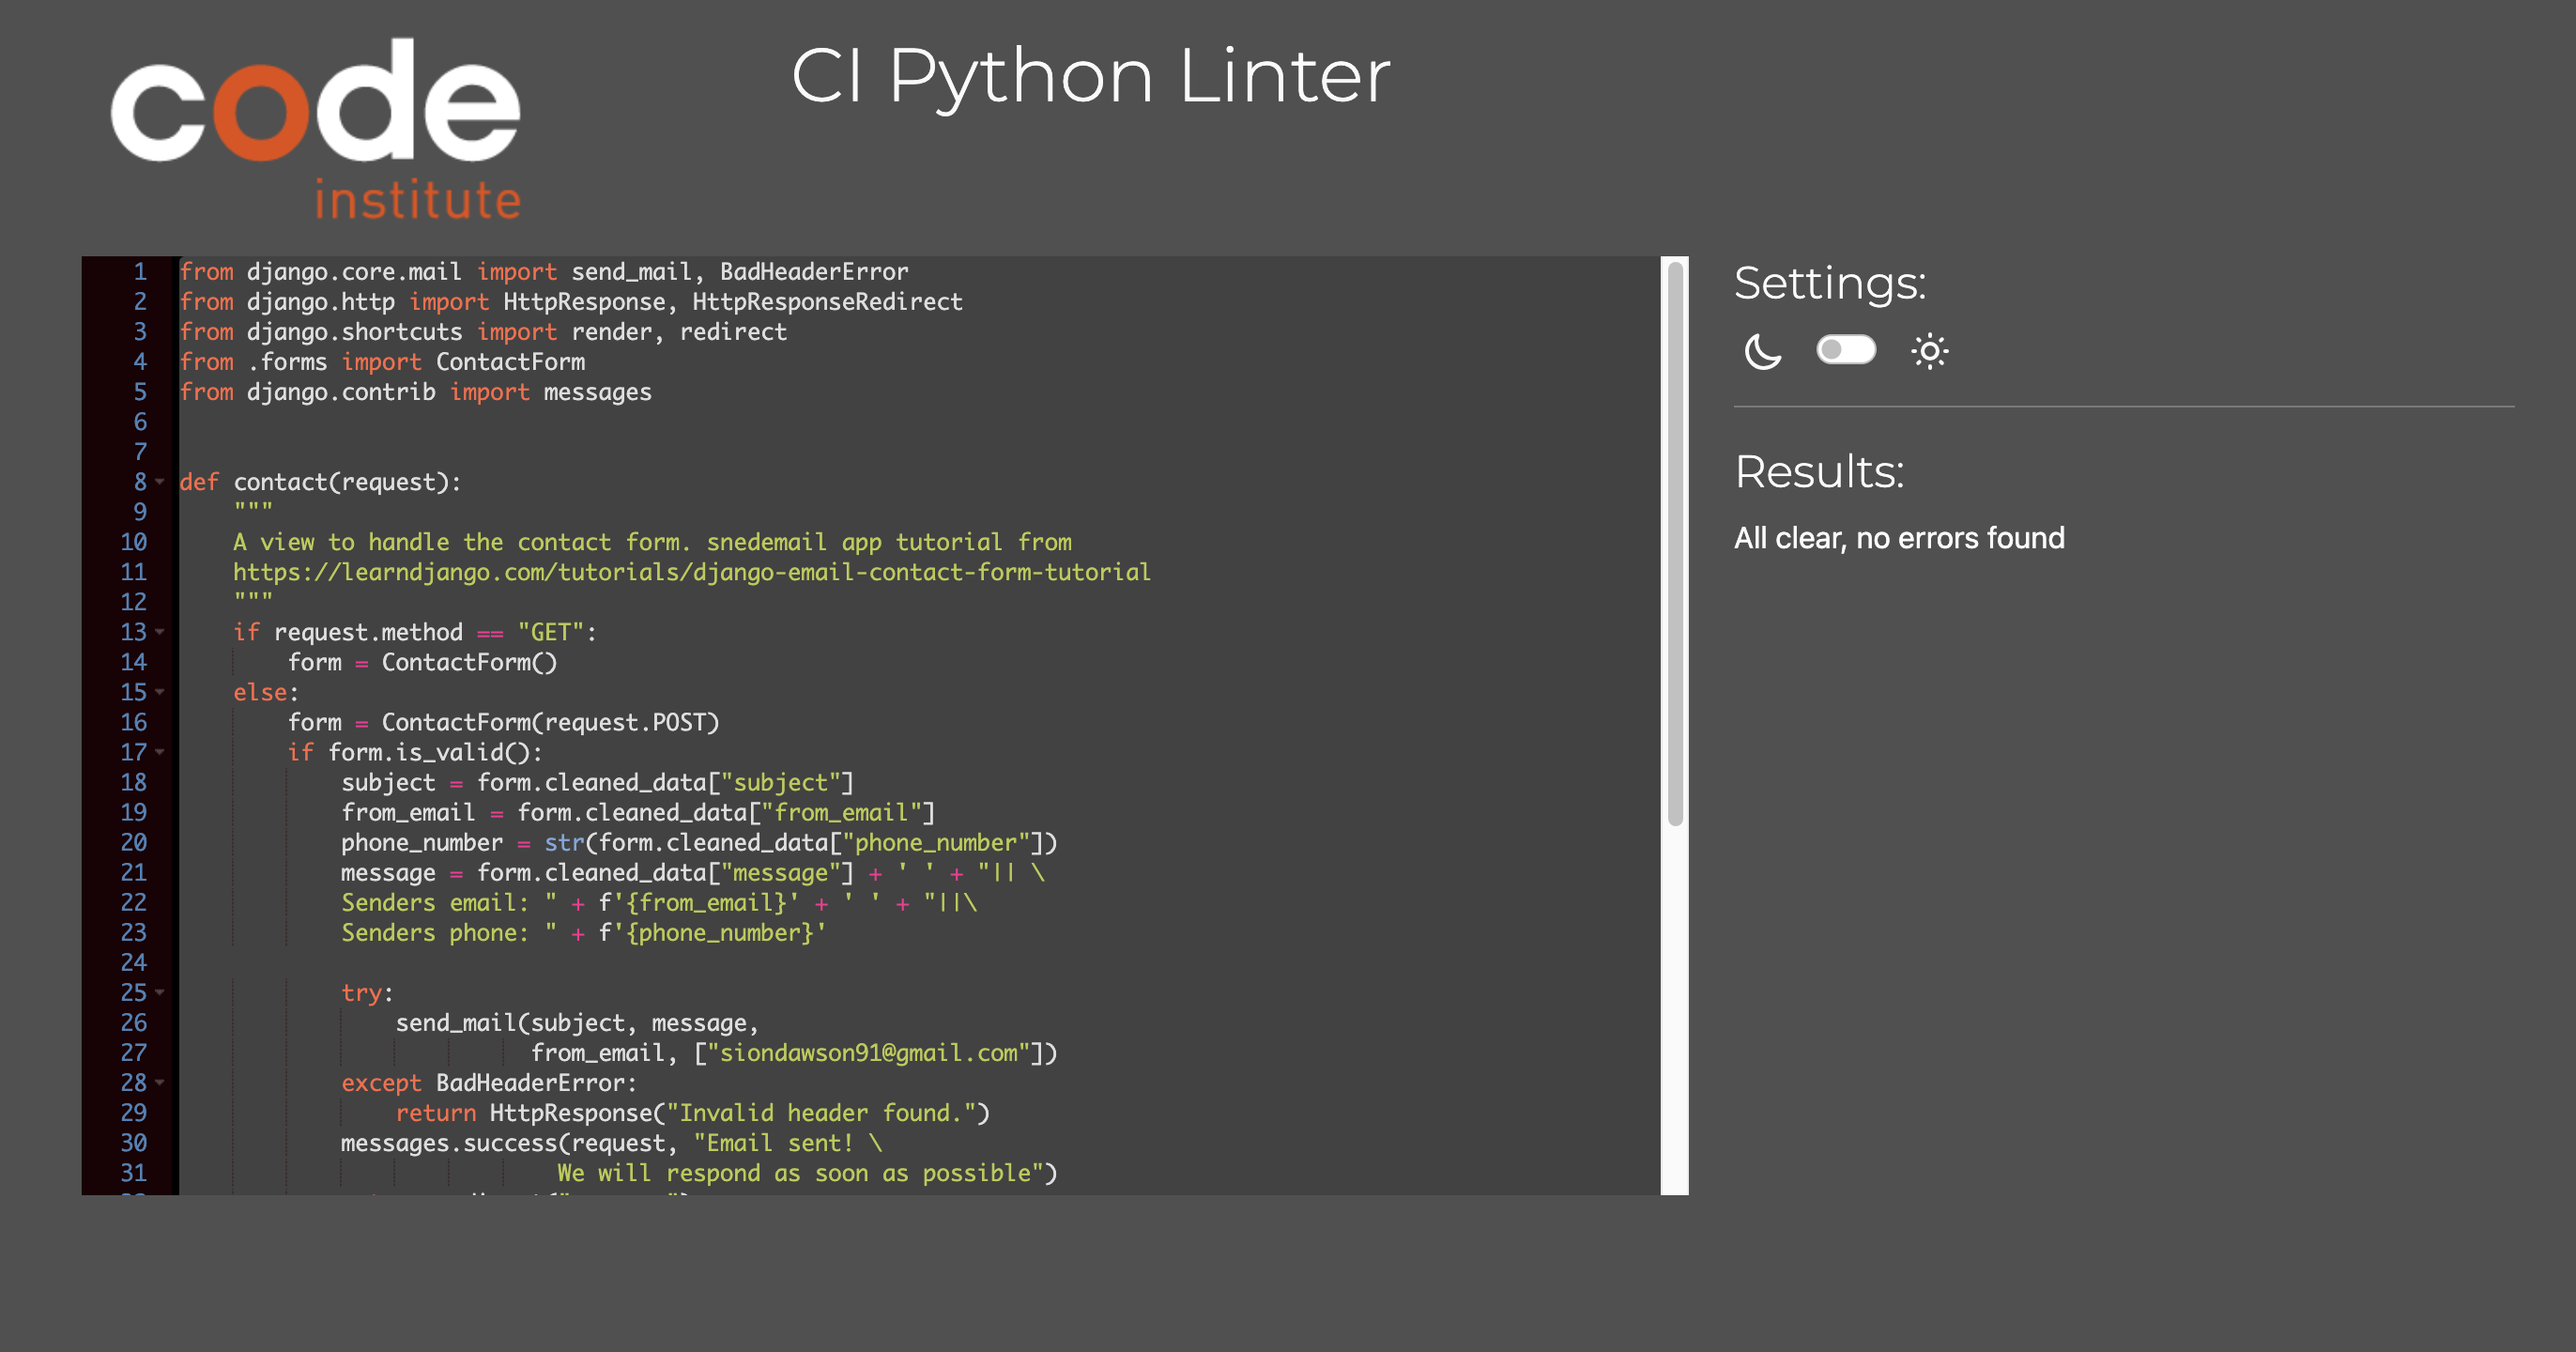 code
institute
CI Python Linter
1 from django.core.mail import send_mail, BadHeaderError
2 from django.http import HttpResponse, HttpResponseRedirect
3 from django.shortcuts import render, redirect
4 from .forms import ContactForm
5 from django.contrib import messages
6
7
8 def contact(request):
9     """
10     A view to handle the contact form. snedemail app tutorial from
11     https://learndjango.com/tutorials/django-email-contact-form-tutorial
12     """
13     if request.method == "GET":
14         form = ContactForm()
15     else:
16         form = ContactForm(request.POST)
17         if form.is_valid():
18             subject = form.cleaned_data["subject"]
19             from_email = form.cleaned_data["from_email"]
20             phone_number = str(form.cleaned_data["phone_number"])
21             message = form.cleaned_data["message"] + ' ' + "|| \
22             Senders email: " + f'{from_email}' + ' ' + "||\
23             Senders phone: " + f'{phone_number}'
24
25             try:
26                 send_mail(subject, message,
27                           from_email, ["siondawson91@gmail.com"])
28             except BadHeaderError:
29                 return HttpResponse("Invalid header found.")
30             messages.success(request, "Email sent! \
31                             We will respond as soon as possible")
Settings:
Results:
All clear, no errors found